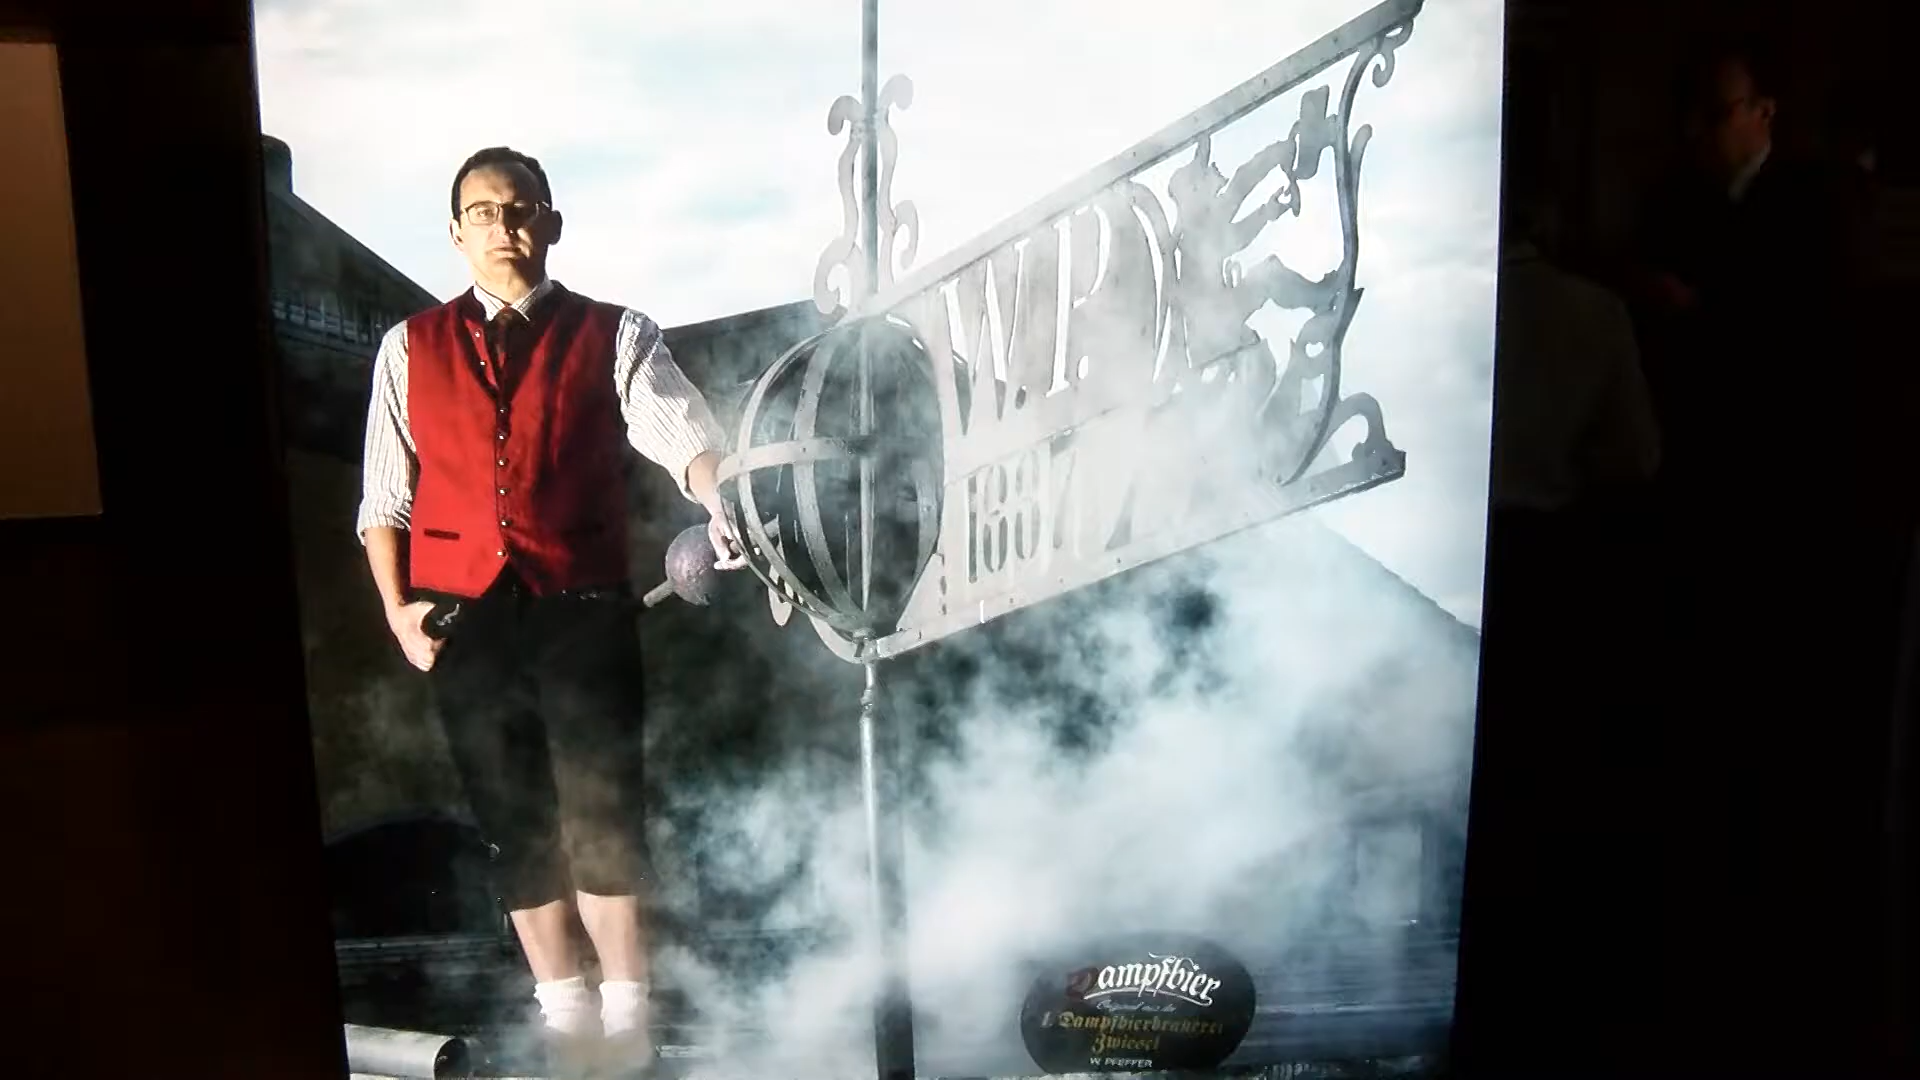 W. P.
1887
Dampfbier
Original aus der
1. Dampfbierbrauerei
Zwiesel
W. PFEFFER